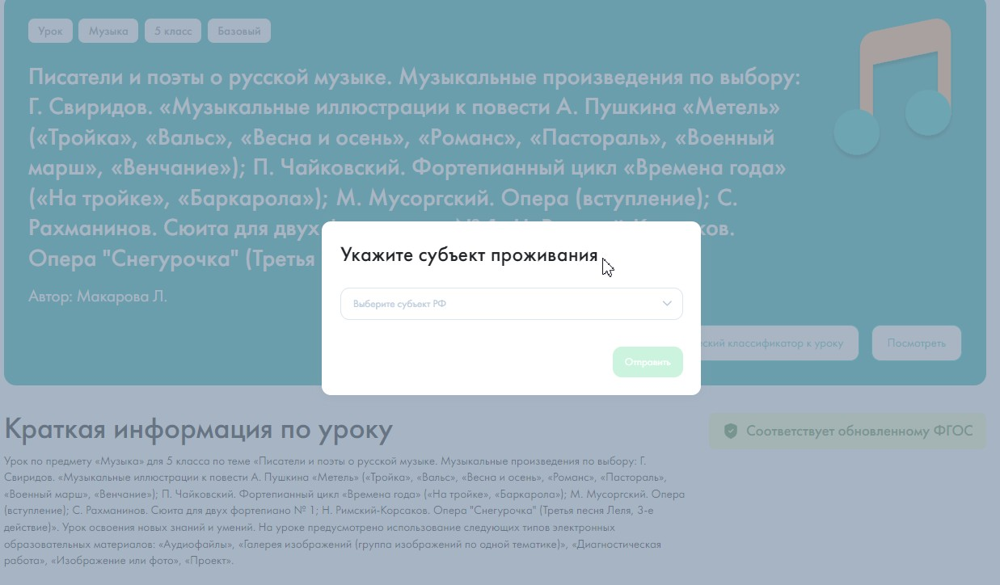 Урок
Музыка
5 класс
Базовый
Писатели и поэты о русской музыке. Музыкальные произведения по выбору:
Г. Свиридов. «Музыкальные иллюстрации к повести А. Пушкина «Метель»
(«Тройка», «Вальс», «Весна и осень», «Романс», «Пастораль», «Военный
марш», «Венчание»); П. Чайковский. Фортепианный цикл «Времена года»
(«На тройке», «Баркарола»); М. Мусоргский. Опера (вступление); С.
Рахманинов. Сюита для двух
Опера "Снегурочка" (Третья
Автор: Макарова Л.
Укажите субъект проживания
Выберите субъект РФ
Отправить
классификатор к уроку
Посмотреть
Краткая информация по уроку
Соответствует обновленному ФГОС
Урок по предмету «Музыка» для 5 класса по теме «Писатели и поэты о русской музыке. Музыкальные произведения по выбору: Г.
Свиридов. «Музыкальные иллюстрации к повести А. Пушкина «Метель» («Тройка», «Вальс», «Весна и осень», «Романс», «Пастораль»,
«Военный марш», «Венчание»); П. Чайковский. Фортепианный цикл «Времена года» («На тройке», «Баркарола»); М. Мусоргский. Опера
(вступление); С. Рахманинов. Сюита для двух фортепиано № 1; Н. Римский-Корсаков. Опера "Снегурочка" (Третья песня Леля, 3-е
действие)». Урок освоения новых знаний и умений. На уроке предусмотрено использование следующих типов электронных
образовательных материалов: «Аудиофайлы», «Галерея изображений (группа изображений по одной тематике)», «Диагностическая
работа», «Изображение или фото», «Проект».